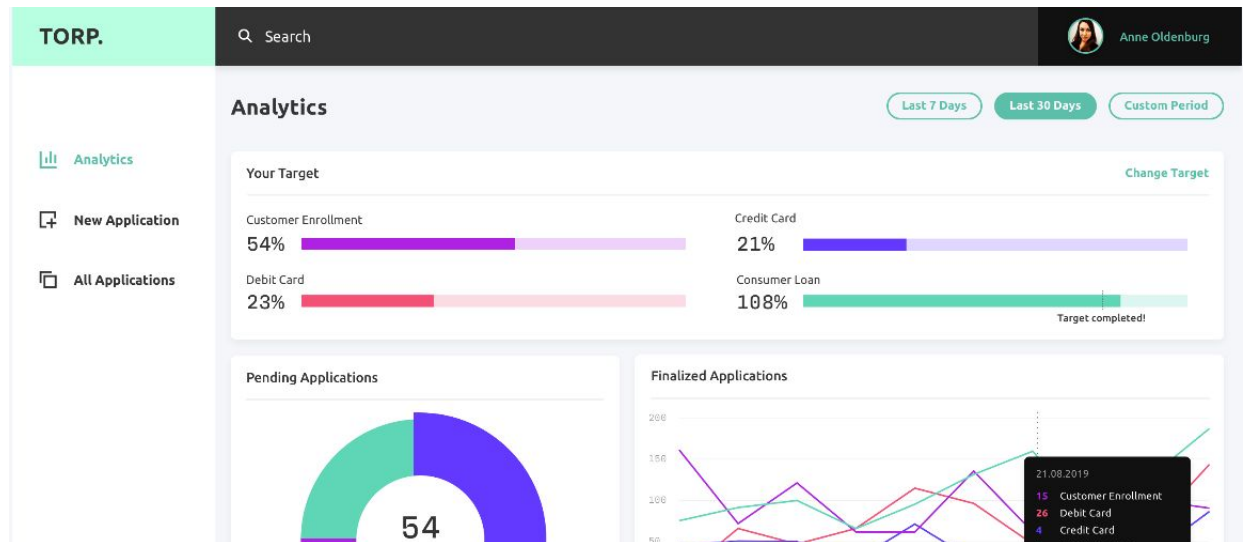 TORP.
Search
Anne Oldenburg
Analytics
Last 7 Days
Last 30 Days
Custom Period
Analytics
New Application
All Applications
Your Target
Change Target
Customer Enrollment
54%
Credit Card
21%
Debit Card
23%
Consumer Loan
108%
Target completed!
Pending Applications
54
Finalized Applications
200
150
100
50
21.08.2019
15 Customer Enrollment
26 Debit Card
4 Credit Card